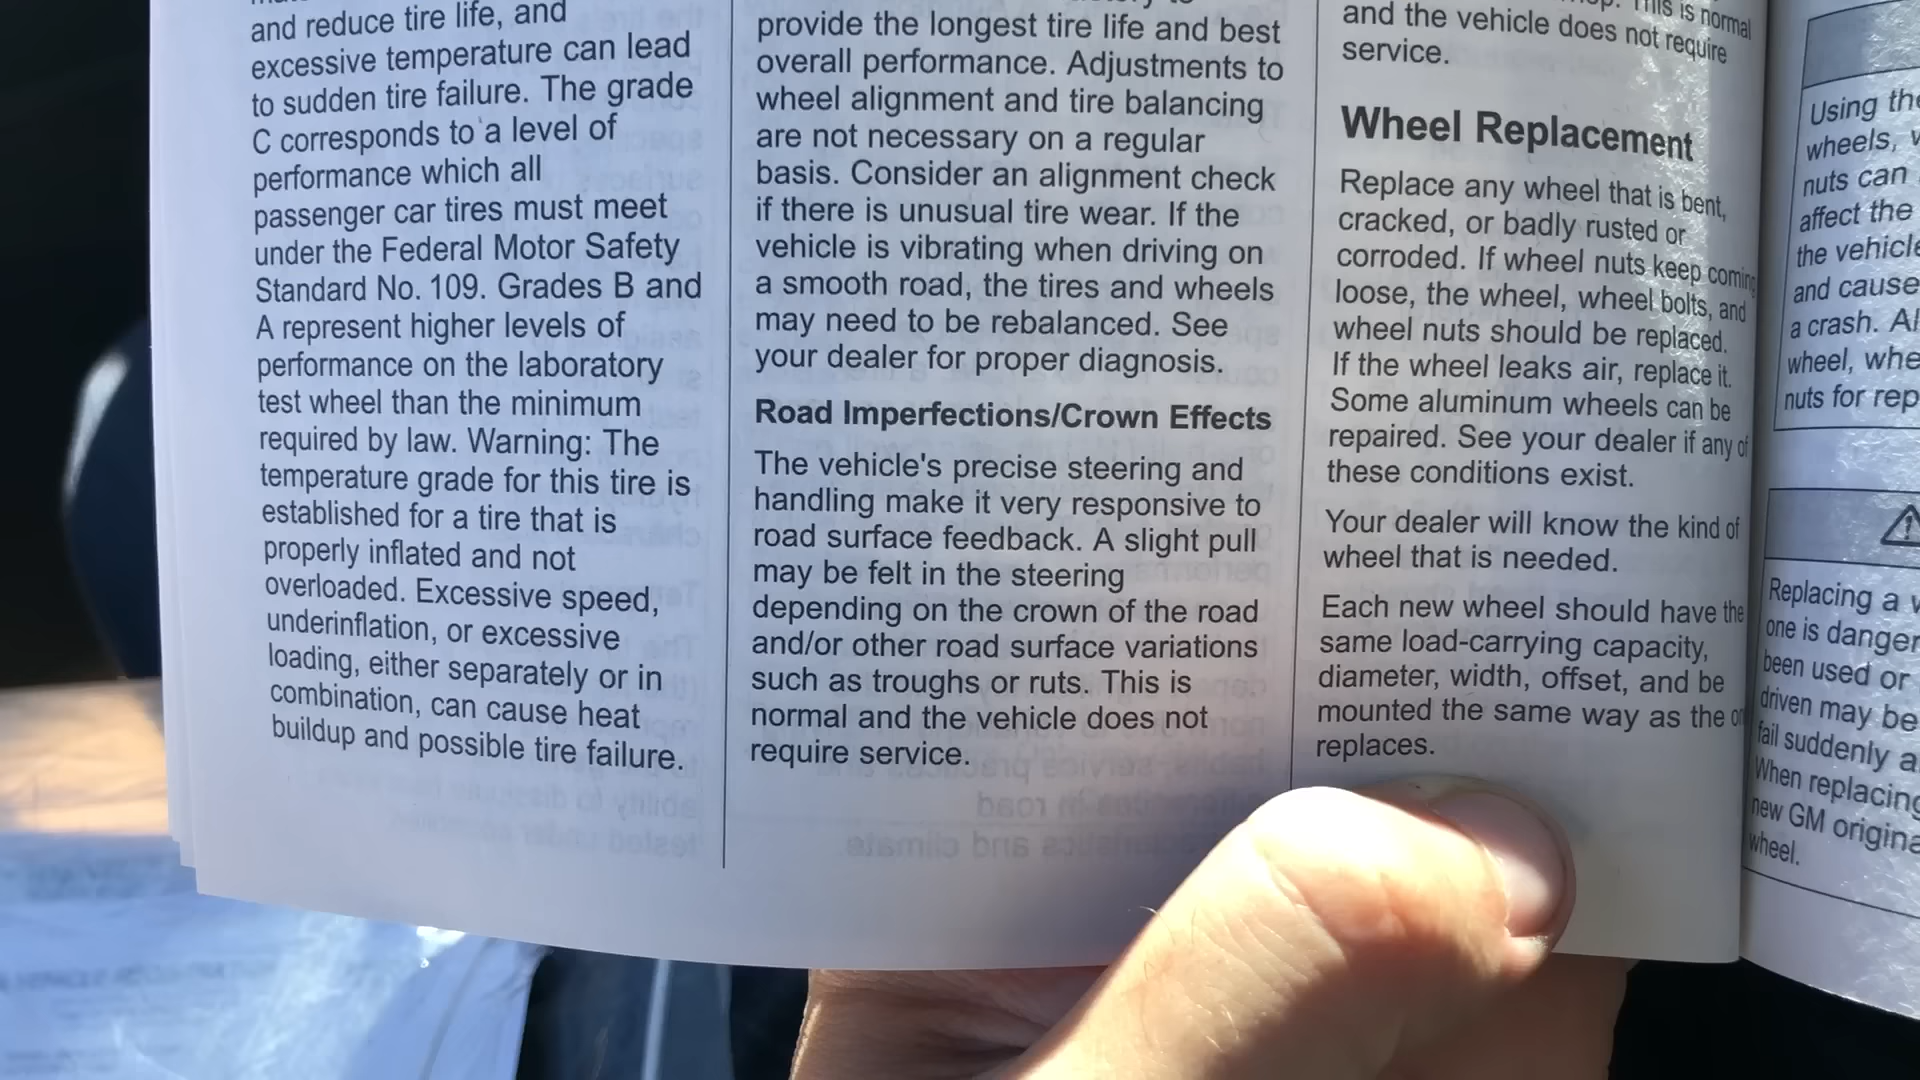 and reduce tire life, and
excessive temperature can lead
to sudden tire failure. The grade
C corresponds to a level of
performance which all
passenger car tires must meet
under the Federal Motor Safety
Standard No. 109. Grades B and
A represent higher levels of
performance on the laboratory
test wheel than the minimum
required by law. Warning: The
temperature grade for this tire is
established for a tire that is
properly inflated and not
overloaded. Excessive speed,
underinflation, or excessive
loading, either separately or in
combination, can cause heat
buildup and possible tire failure.
provide the longest tire life and best
overall performance. Adjustments to
wheel alignment and tire balancing
are not necessary on a regular
basis. Consider an alignment check
if there is unusual tire wear. If the
vehicle is vibrating when driving on
a smooth road, the tires and wheels
may need to be rebalanced. See
your dealer for proper diagnosis.
Road Imperfections/Crown Effects
The vehicle's precise steering and
handling make it very responsive to
road surface feedback. A slight pull
may be felt in the steering
depending on the crown of the road
and/or other road surface variations
such as troughs or ruts. This is
normal and the vehicle does not
require service.
This is normal
and the vehicle does not require
service.
Wheel Replacement
Replace any wheel that is bent,
cracked, or badly rusted or
corroded. If wheel nuts keep coming
loose, the wheel, wheel bolts, and
wheel nuts should be replaced.
If the wheel leaks air, replace it.
Some aluminum wheels can be
repaired. See your dealer if any of
these conditions exist.
Your dealer will know the kind of
wheel that is needed.
Each new wheel should have the
same load-carrying capacity,
diameter, width, offset, and be
mounted the same way as the
replaces.
Using
wheels,
nuts can
affect the
the vehicle
and cause
a crash.
wheel,
nuts for
Replacing a
one is
been used or
driven may be
fail suddenly
When replacing
new GM
wheel.